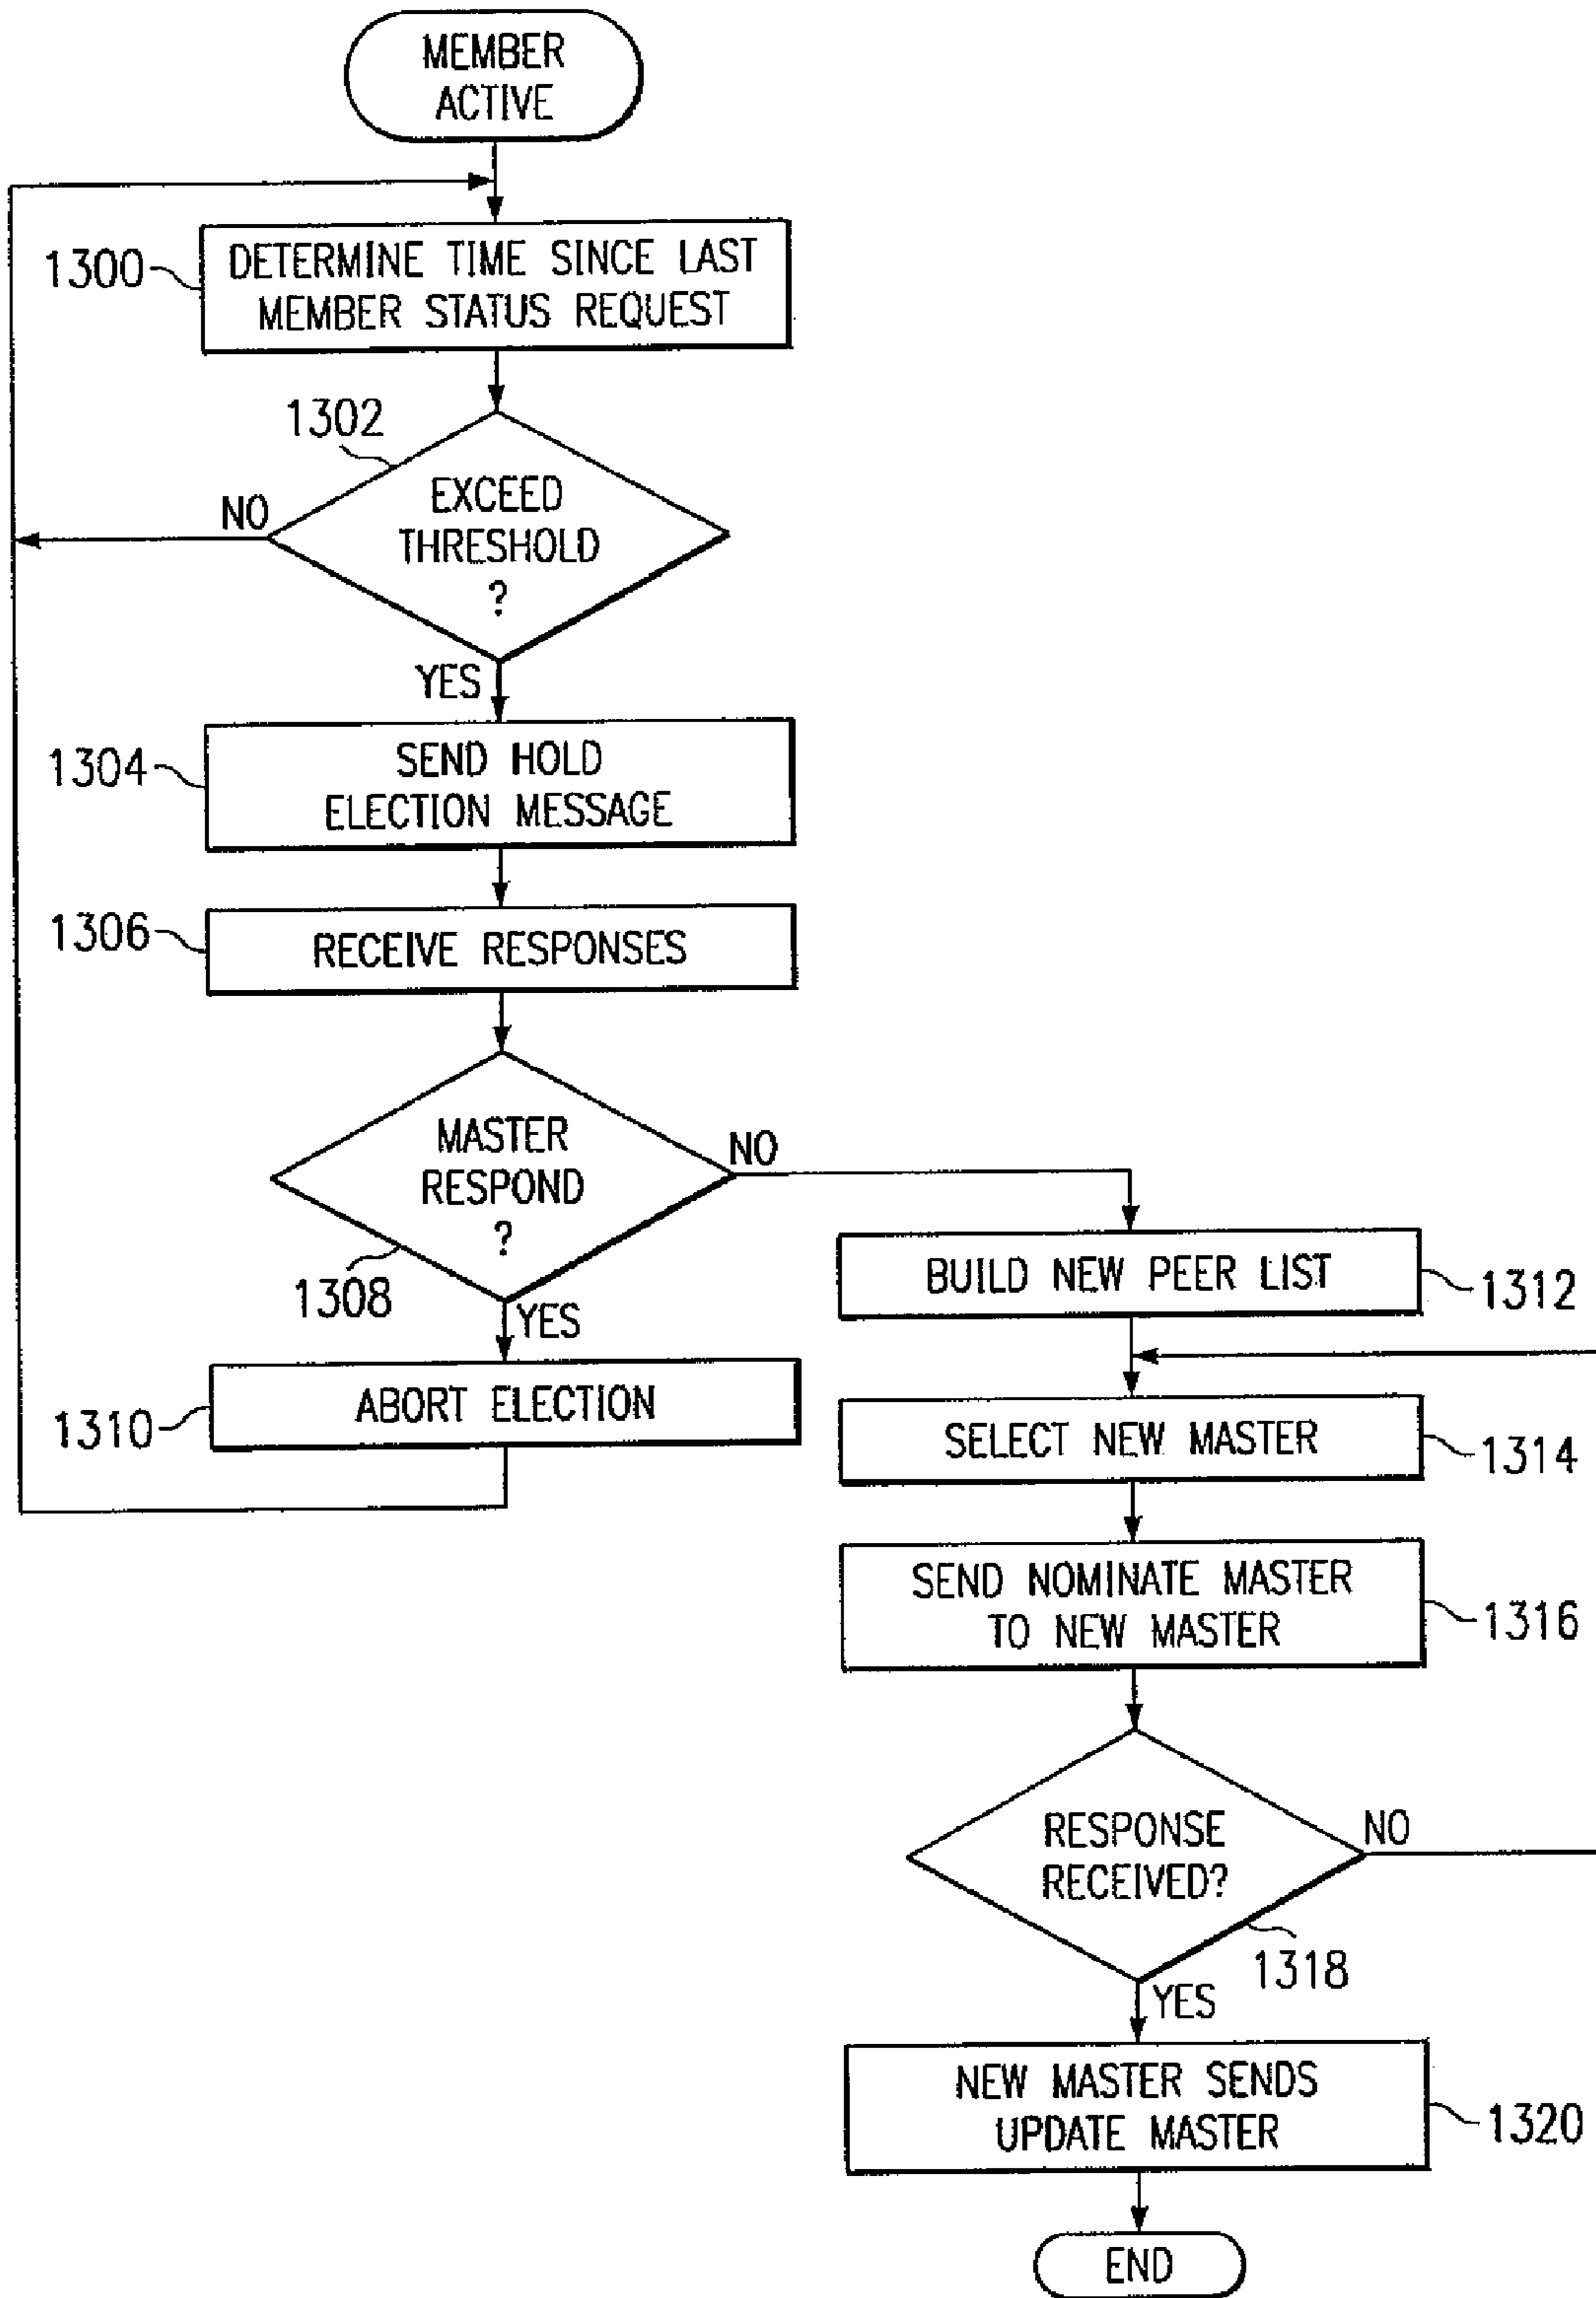 MEMBER
ACTIVE
1300
DETERMINE TIME SINCE LAST
MEMBER STATUS REQUEST
1302
EXCEED
THRESHOLD
?
NO
YES
1304
SEND HOLD
ELECTION MESSAGE
1306
RECEIVE RESPONSES
MASTER
RESPOND
?
NO
1308
YES
1310
ABORT ELECTION
BUILD NEW PEER LIST
1312
SELECT NEW MASTER
1314
SEND NOMINATE MASTER
TO NEW MASTER
1316
RESPONSE
RECEIVED?
NO
1318
YES
NEW MASTER SENDS
UPDATE MASTER
1320
END